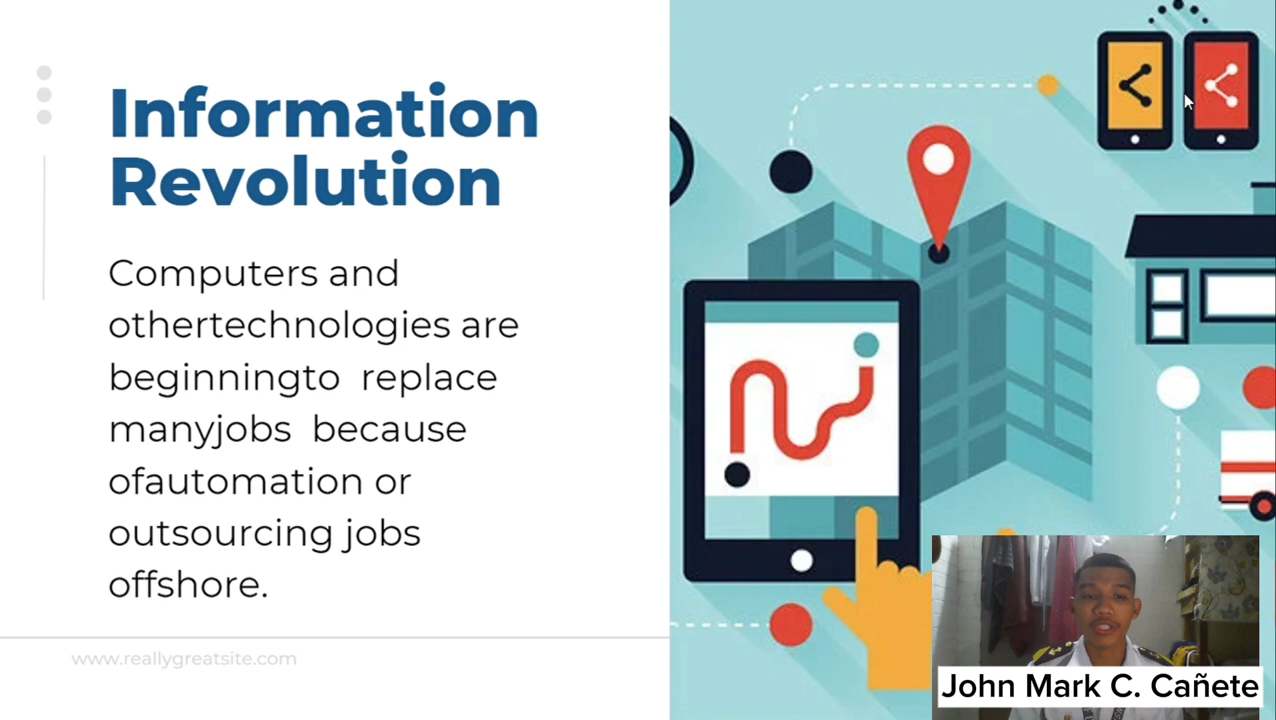 Information
Revolution
Computers and
othertechnologies are
beginningto replace
manyjobs because
ofautomation or
outsourcing jobs
offshore.
www.reallygreatsite.com
John Mark C. Cañete